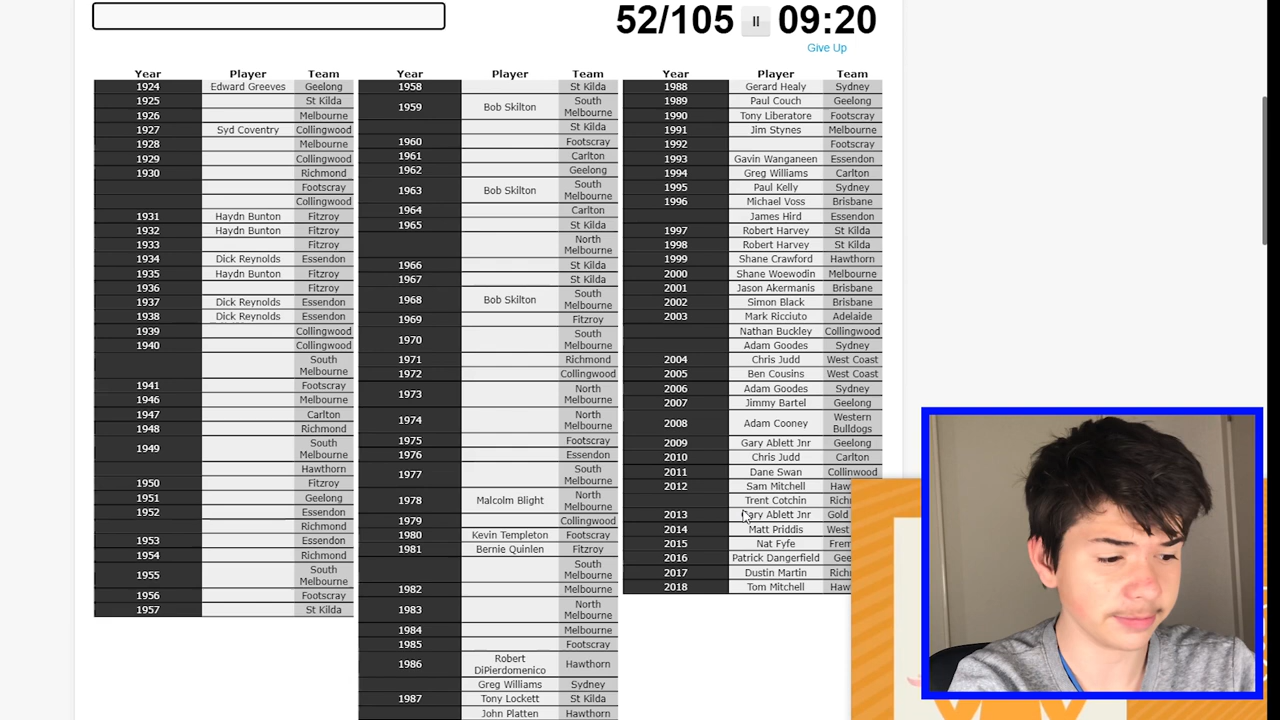 52/105 09:20
Give Up
Year Player Team
1924 Edward Greeves Geelong
1925 St Kilda
1926 Melbourne
1927 Syd Coventry Collingwood
1928 Melbourne
1929 Collingwood
1930 Richmond
Footscray
Collingwood
1931 Haydn Bunton Fitzroy
1932 Haydn Bunton Fitzroy
1933 Fitzroy
1934 Dick Reynolds Essendon
1935 Haydn Bunton Fitzroy
1936 Fitzroy
1937 Dick Reynolds Essendon
1938 Dick Reynolds Essendon
1939 Collingwood
1940 Collingwood
South
Melbourne
1941 Footscray
1946 Melbourne
1947 Carlton
1948 Richmond
1949 South
Melbourne
Hawthorn
1950 Fitzroy
1951 Geelong
1952 Essendon
Richmond
1953 Essendon
1954 Richmond
1955 South
Melbourne
1956 Footscray
1957 St Kilda
Year Player Team
1958 St Kilda
1959 Bob Skilton South
Melbourne
St Kilda
1960 Footscray
1961 Carlton
1962 Geelong
1963 Bob Skilton South
Melbourne
1964 Carlton
1965 St Kilda
North
Melbourne
1966 St Kilda
1967 St Kilda
1968 Bob Skilton South
Melbourne
1969 Fitzroy
1970 South
Melbourne
1971 Richmond
1972 Collingwood
1973 North
Melbourne
1974 North
Melbourne
1975 Footscray
1976 Essendon
1977 South
Melbourne
1978 Malcolm Blight North
Melbourne
1979 Collingwood
1980 Kevin Templeton Footscray
1981 Bernie Quinlen Fitzroy
South
Melbourne
1982 Melbourne
1983 North
Melbourne
1984 Melbourne
1985 Footscray
1986 Robert
DiPierdomenico Hawthorn
Greg Williams Sydney
1987 Tony Lockett St Kilda
John Platten Hawthorn
Year Player Team
1988 Gerard Healy Sydney
1989 Paul Couch Geelong
1990 Tony Liberatore Footscray
1991 Jim Stynes Melbourne
1992 Footscray
1993 Gavin Wanganeen Essendon
1994 Greg Williams Carlton
1995 Paul Kelly Sydney
1996 Michael Voss Brisbane
James Hird Essendon
1997 Robert Harvey St Kilda
1998 Robert Harvey St Kilda
1999 Shane Crawford Hawthorn
2000 Shane Woewodin Melbourne
2001 Jason Akermanis Brisbane
2002 Simon Black Brisbane
2003 Mark Ricciuto Adelaide
Nathan Buckley Collingwood
Adam Goodes Sydney
2004 Chris Judd West Coast
2005 Ben Cousins West Coast
2006 Adam Goodes Sydney
2007 Jimmy Bartel Geelong
2008 Adam Cooney Western
Bulldogs
2009 Gary Ablett Jnr Geelong
2010 Chris Judd Carlton
2011 Dane Swan Collinwood
2012 Sam Mitchell Haw
Trent Cotchin Rich
2013 Gary Ablett Jnr Gold
2014 Matt Priddis West
2015 Nat Fyfe Frem
2016 Patrick Dangerfield Gee
2017 Dustin Martin Rich
2018 Tom Mitchell Haw